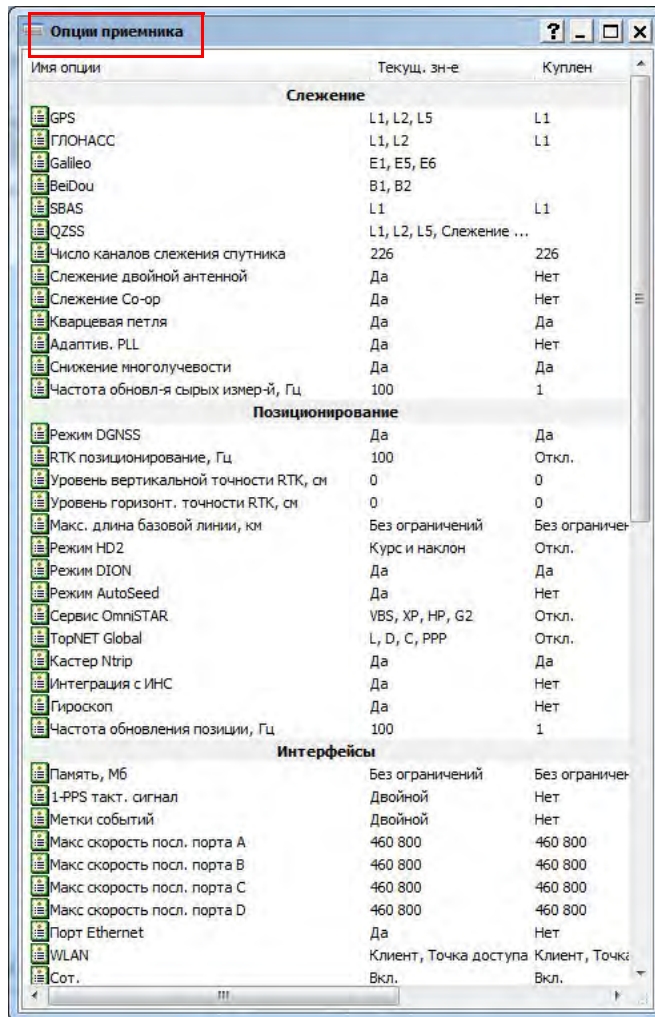 Опции приемника
Имя опции Текущ. зн-е Куплен
Слежение
GPS L1, L2, L5 L1
ГЛОНАСС L1, L2 L1
Galileo E1, E5, E6
BeiDou B1, B2
SBAS L1 L1
QZSS L1, L2, L5, Слежение ...
Число каналов слежения спутника 226 226
Слежение двойной антенной Да Нет
Слежение Co-op Да Нет
Кварцевая петля Да Да
Адаптив. PLL Да Нет
Снижение многолучевости Да Да
Частота обновл-я сырых измер-й, Гц 100 1
Позиционирование
Режим DGNSS Да Да
RTK позиционирование, Гц 100 Откл.
Уровень вертикальной точности RTK, см 0 0
Уровень горизонт. точности RTK, см 0 0
Макс. длина базовой линии, км Без ограничений Без ограничен
Режим HD2 Курс и наклон Откл.
Режим DION Да Да
Режим AutoSeed Да Нет
Сервис OmniSTAR VBS, XP, HP, G2 Откл.
TopNET Global L, D, C, PPP Откл.
Кастер Ntrip Да Да
Интеграция с ИНС Да Нет
Гироскоп Да Нет
Частота обновления позиции, Гц 100 1
Интерфейсы
Память, Мб Без ограничений Без ограничен
1-PPS такт. сигнал Двойной Нет
Метки событий Двойной Нет
Макс скорость посл. порта A 460 800 460 800
Макс скорость посл. порта B 460 800 460 800
Макс скорость посл. порта C 460 800 460 800
Макс скорость посл. порта D 460 800 460 800
Порт Ethernet Да Нет
WLAN Клиент, Точка доступа Клиент, Точка
Сот. Вкл. Вкл.